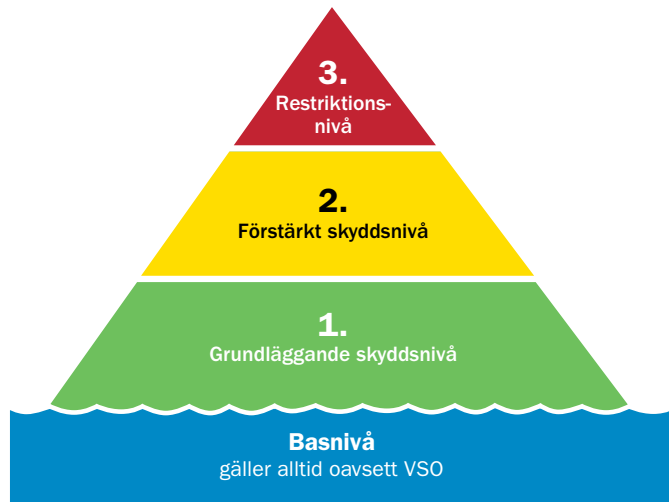 3.
Restriktions-
nivå
2.
Förstärkt skyddsnivå
1.
Grundläggande skyddsnivå
Basnivå
gäller alltid oavsett VSO